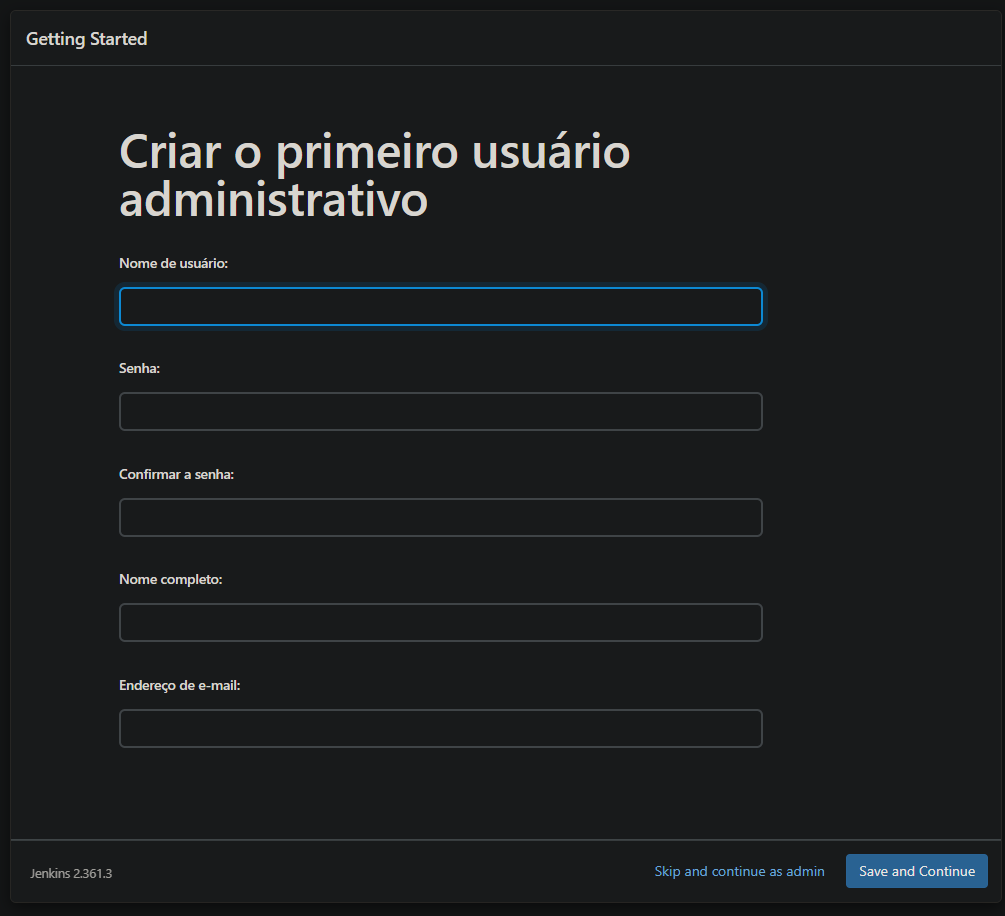 Getting Started
Criar o primeiro usuário
administrativo
Nome de usuário:
Senha:
Confirmar a senha:
Nome completo:
Endereço de e-mail:
Jenkins 2.361.3
Skip and continue as admin
Save and Continue